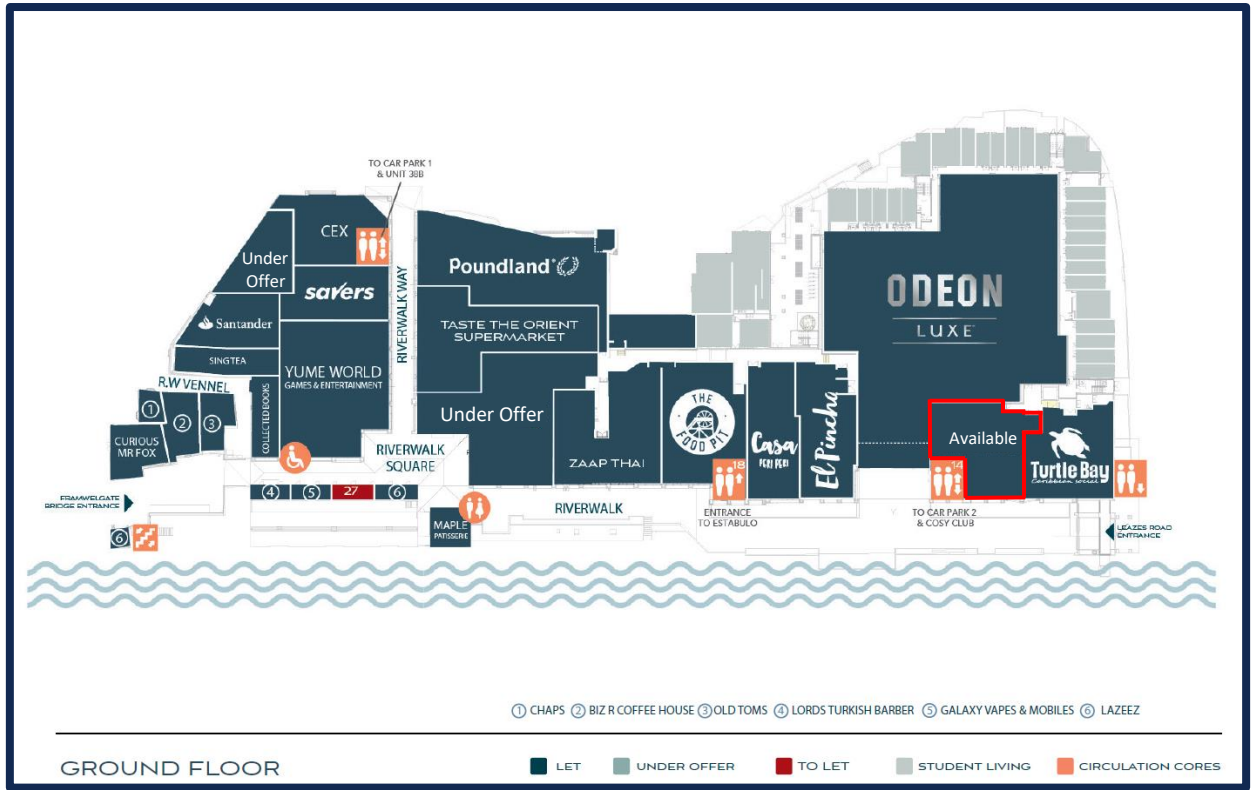 TO CAR PARK 1
& UNIT 38B
CEX
Under
Offer
savers
Santander
SINGTEA
R.W VENNEL
YUME WORLD
GAMES & ENTERTAINMENT
COLLECTED BOOKS
1
2
3
CURIOUS
MR FOX
FRAMWELGATE
BRIDGE ENTRANCE
6
4
5
27
6
RIVERWALK WAY
RIVERWALK
SQUARE
Poundland
TASTE THE ORIENT
SUPERMARKET
Under Offer
ZAAP THAI
MAPLE
PATISSERIE
RIVERWALK
THE
FOOD PIT
18
ENTRANCE
TO ESTABULO
Casa
PERI PERI
El Pincho
ODEON
LUXE
Available
14
TO CAR PARK 2
& COSY CLUB
Turtle Bay
Caribbean social
LEAZES ROAD
ENTRANCE
1 CHAPS 2 BIZ R COFFEE HOUSE 3 OLD TOMS 4 LORDS TURKISH BARBER 5 GALAXY VAPES & MOBILES 6 LAZEEZ
GROUND FLOOR
LET UNDER OFFER TO LET STUDENT LIVING CIRCULATION CORES